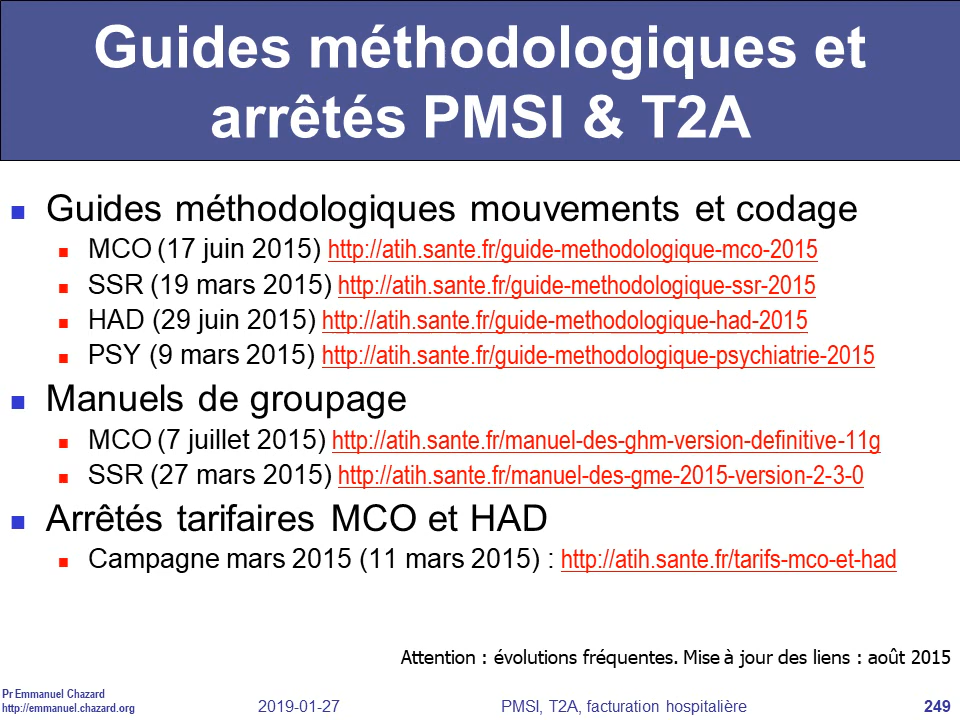 Guides méthodologiques et
arrêtés PMSI & T2A
Guides méthodologiques mouvements et codage
MCO (17 juin 2015) http://atih.sante.fr/guide-methodologique-mco-2015
SSR (19 mars 2015) http://atih.sante.fr/guide-methodologique-ssr-2015
HAD (29 juin 2015) http://atih.sante.fr/guide-methodologique-had-2015
PSY (9 mars 2015) http://atih.sante.fr/guide-methodologique-psychiatrie-2015
Manuels de groupage
MCO (7 juillet 2015) http://atih.sante.fr/manuel-des-ghm-version-definitive-11g
SSR (27 mars 2015) http://atih.sante.fr/manuel-des-gme-2015-version-2-3-0
Arrêtés tarifaires MCO et HAD
Campagne mars 2015 (11 mars 2015) : http://atih.sante.fr/tarifs-mco-et-had
Attention : évolutions fréquentes. Mise à jour des liens : août 2015
Pr Emmanuel Chazard
http://emmanuel.chazard.org
2019-01-27
PMSI, T2A, facturation hospitalière
249